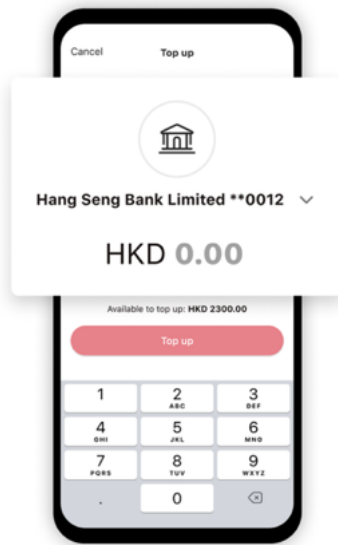 Cancel Top up
Hang Seng Bank Limited **0012
HKD 0.00
Available to top up: HKD 2300.00
Top up
1 2 3
ABC DEF
4 5 6
GHI JKL MNO
7 8 9
PQRS TUV WXYZ
. 0